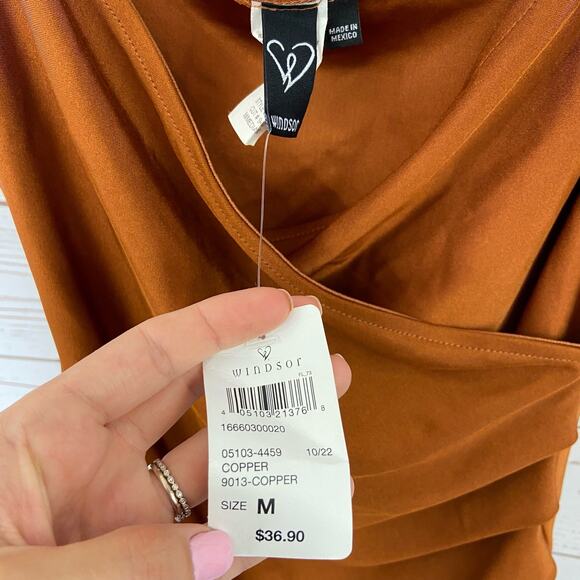 MADE IN
MEXICO
WINDSOR
WINDSOR
FL_73
4 05103 21376 8
16660300020
05103-4459 10/22
COPPER
9013-COPPER
SIZE M
$36.90